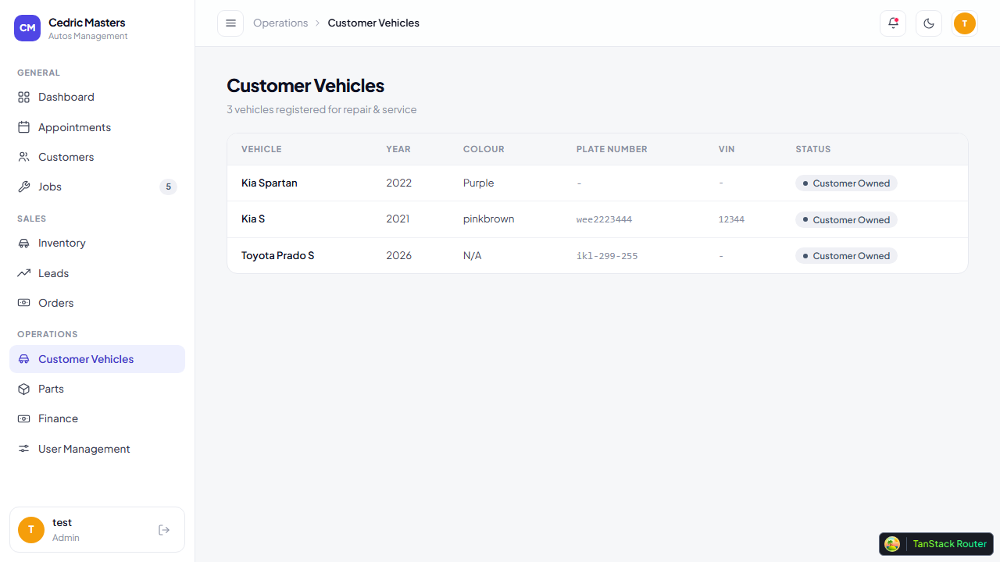 CM
Cedric Masters
Autos Management
GENERAL
Dashboard
Appointments
Customers
Jobs 5
SALES
Inventory
Leads
Orders
OPERATIONS
Customer Vehicles
Parts
Finance
User Management
T
test
Admin
Operations Customer Vehicles
T
Customer Vehicles
3 vehicles registered for repair & service
VEHICLE YEAR COLOUR PLATE NUMBER VIN STATUS
Kia Spartan 2022 Purple - - Customer Owned
Kia S 2021 pinkbrown wee2223444 12344 Customer Owned
Toyota Prado S 2026 N/A ikl-299-255 - Customer Owned
TanStack Router